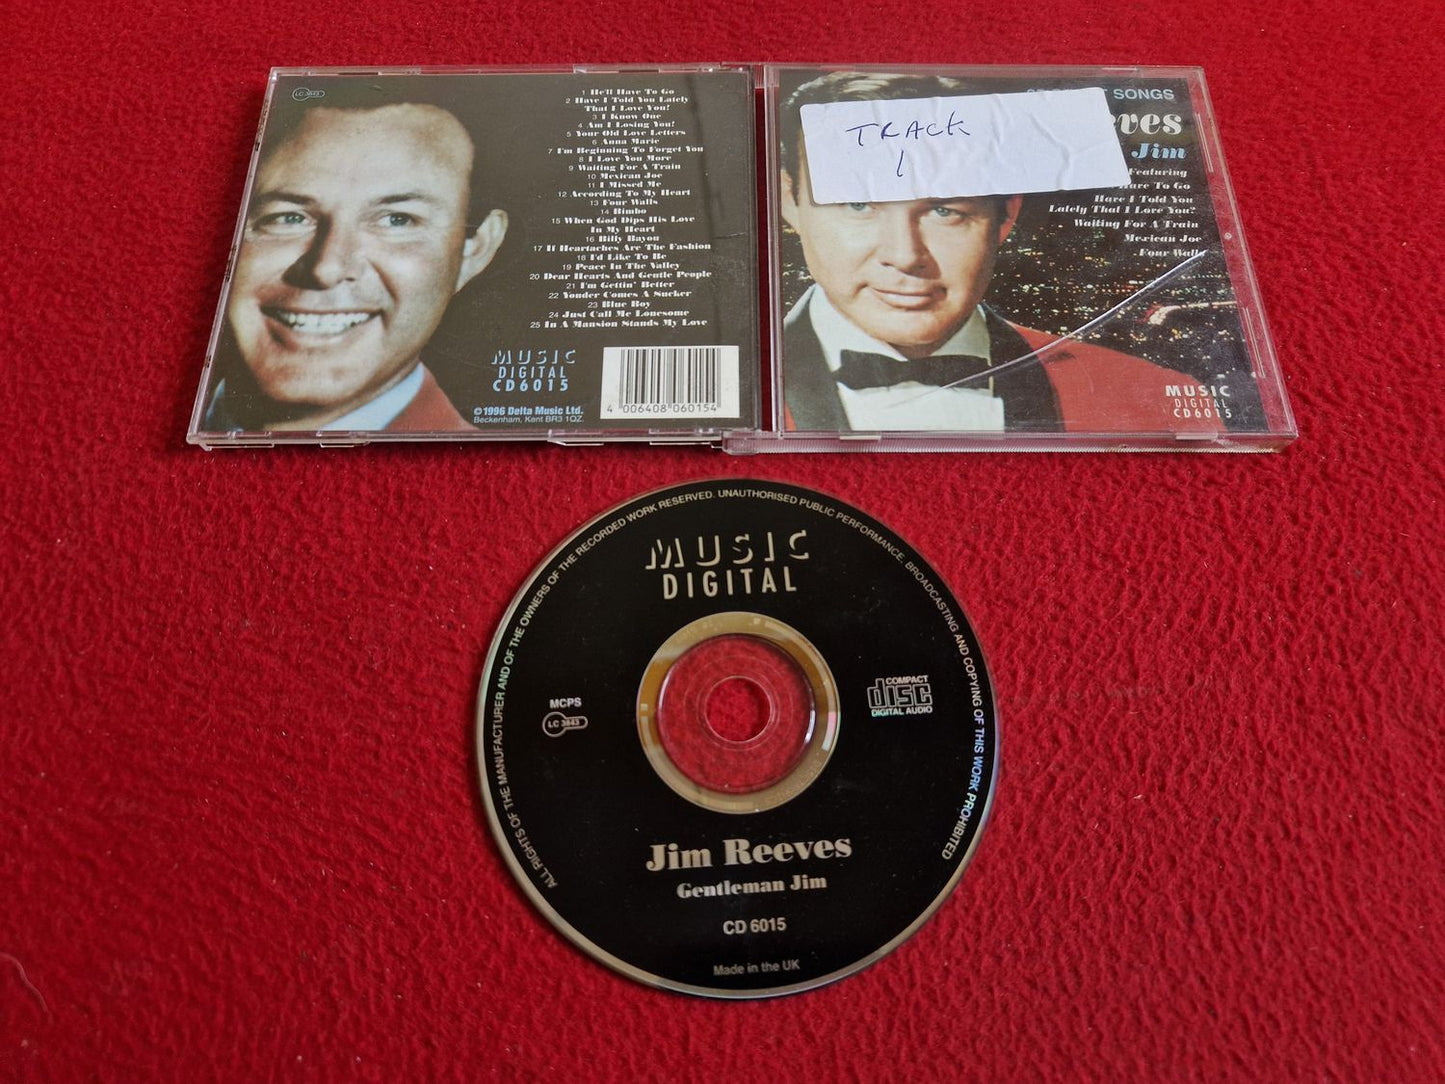 LC 3843
1 He'll Have To Go
2 Have I Told You Lately
That I Love You?
3 I Know One
4 Am I Losing You?
5 Your Old Love Letters
6 Anna Marie
7 I'm Beginning To Forget You
8 I Love You More
9 Waiting For A Train
10 Mexican Joe
11 I Missed Me
12 According To My Heart
13 Four Walls
14 Bimbo
15 When God Dips His Love
In My Heart
16 Billy Bayou
17 If Heartaches Are The Fashion
18 I'd Like To Be
19 Peace In The Valley
20 Dear Hearts And Gentle People
21 I'm Gettin' Better
22 Yonder Comes A Sucker
23 Blue Boy
24 Just Call Me Lonesome
25 In A Mansion Stands My Love
MUSIC
DIGITAL
CD6015
© 1996 Delta Music Ltd.
Beckenham, Kent BR3 1QZ.
4 006408 060154
SONGS
eves
Jim
Featuring
Have To Go
Have I Told You
Lately That I Love You?
Waiting For A Train
Mexican Joe
Four Walls
TRACK
1
MUSIC
DIGITAL
CD6015
ALL RIGHTS OF THE MANUFACTURER AND OF THE OWNERS OF THE RECORDED WORK RESERVED. UNAUTHORISED PUBLIC PERFORMANCE, BROADCASTING AND COPYING OF THIS WORK PROHIBITED
MUSIC
DIGITAL
MCPS
LC 3843
COMPACT
disc
DIGITAL AUDIO
Jim Reeves
Gentleman Jim
CD 6015
Made in the UK